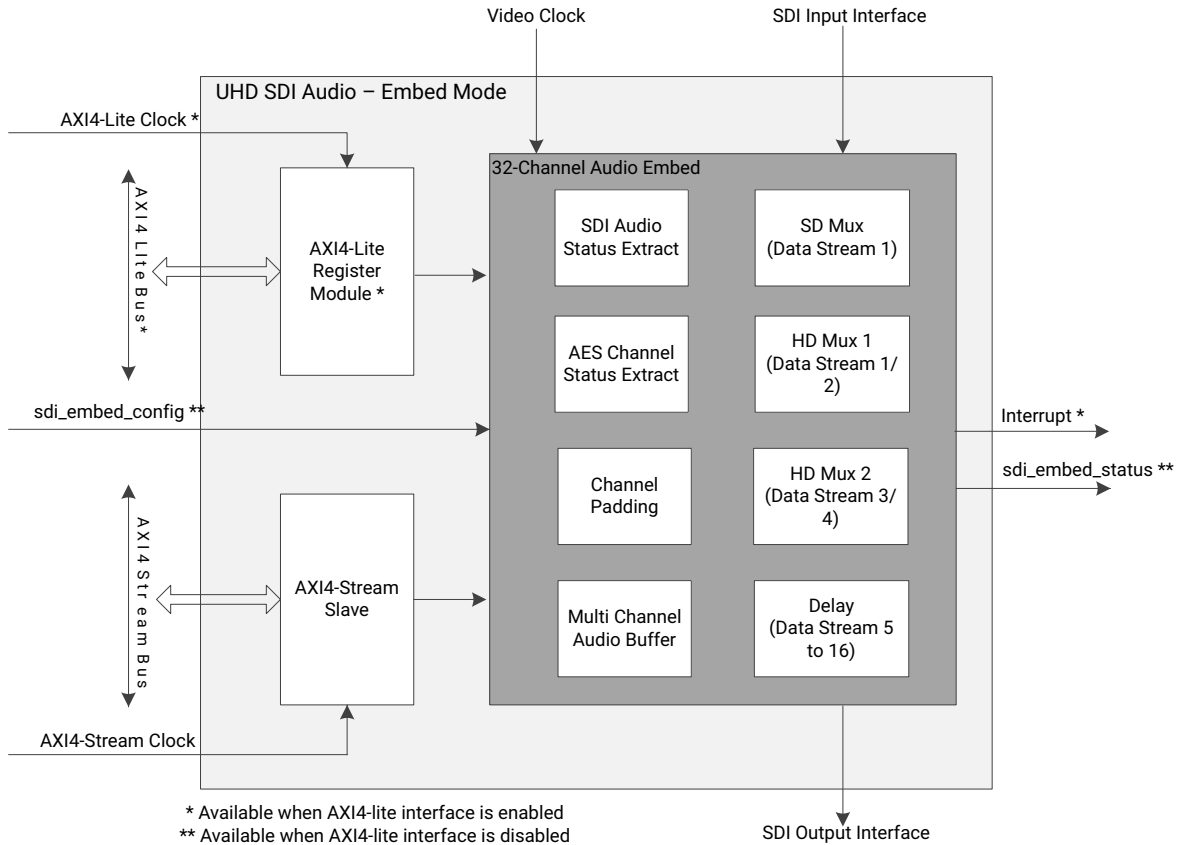 Video Clock
SDI Input Interface
UHD SDI Audio – Embed Mode
AXI4-Lite Clock *
32-Channel Audio Embed
AXI4 LIte Bus*
AXI4-Lite
Register
Module *
SDI Audio
Status Extract
SD Mux
(Data Stream 1)
AES Channel
Status Extract
HD Mux 1
(Data Stream 1/
2)
sdi_embed_config **
Interrupt *
Channel
Padding
HD Mux 2
(Data Stream 3/
4)
sdi_embed_status **
AXI4 Stream Bus
AXI4-Stream
Slave
Multi Channel
Audio Buffer
Delay
(Data Stream 5
to 16)
AXI4-Stream Clock
* Available when AXI4-lite interface is enabled
** Available when AXI4-lite interface is disabled
SDI Output Interface